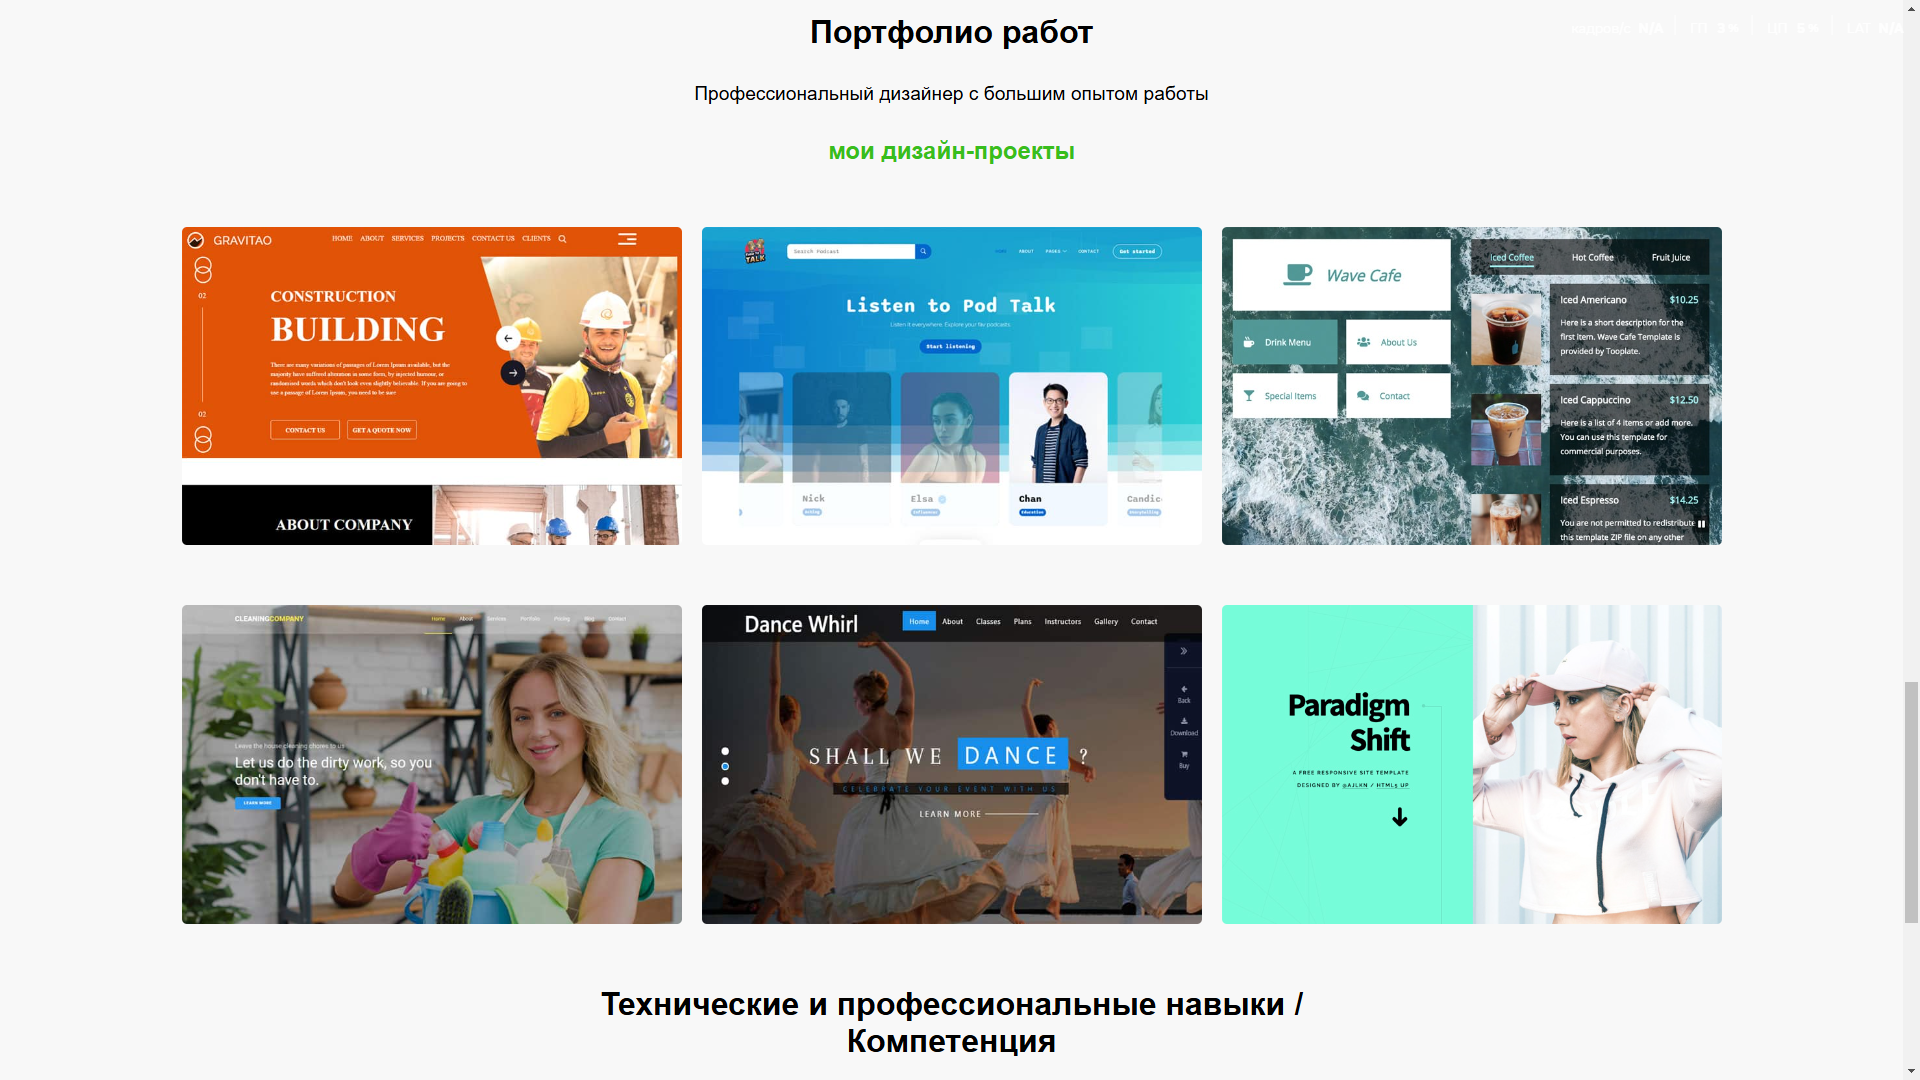 Портфолио работ
N/A 3 % 6 % N/A
Профессиональный дизайнер с большим опытом работы
мои дизайн-проекты
GRAVITAO
HOME ABOUT SERVICES PROJECTS CONTACT US CLIENTS
02
CONSTRUCTION
BUILDING
There are many variations of passages of Lorem Ipsum available, but the
majority have suffered alteration in some form, by injected humour, or
randomised words which don't look even slightly believable. If you are going to
use a passage of Lorem Ipsum, you need to be sure
02
CONTACT US GET A QUOTE NOW
ABOUT COMPANY
TALK
Search Podcast
HOME ABOUT PAGES CONTACT Get started
Listen to Pod Talk
Listen it everywhere. Explore your fav podcasts.
Start listening
Nick
Elsa
Influencer
Chan
Education
Candic
Storytelling
Wave Cafe
Drink Menu
About Us
Special Items
Contact
Iced Coffee Hot Coffee Fruit Juice
Iced Americano $10.25
Here is a short description for the
first item. Wave Cafe Template is
provided by Tooplate.
Iced Cappuccino $12.50
Here is a list of 4 items or add more.
You can use this template for
commercial purposes.
Iced Espresso $14.25
You are not permitted to redistribute
this template ZIP file on any other
CLEANINGCOMPANY
Home About Services Portfolio Pricing Blog Contact
Leave the house cleaning chores to us
Let us do the dirty work, so you
don't have to.
LEARN MORE
Dance Whirl
Home About Classes Plans Instructors Gallery Contact
Back
Download
Buy
SHALL WE DANCE ?
CELEBRATE YOUR EVENT WITH US
LEARN MORE
Paradigm
Shift
A FREE RESPONSIVE SITE TEMPLATE
DESIGNED BY @AJLKN / HTML5 UP
Технические и профессиональные навыки /
Компетенция